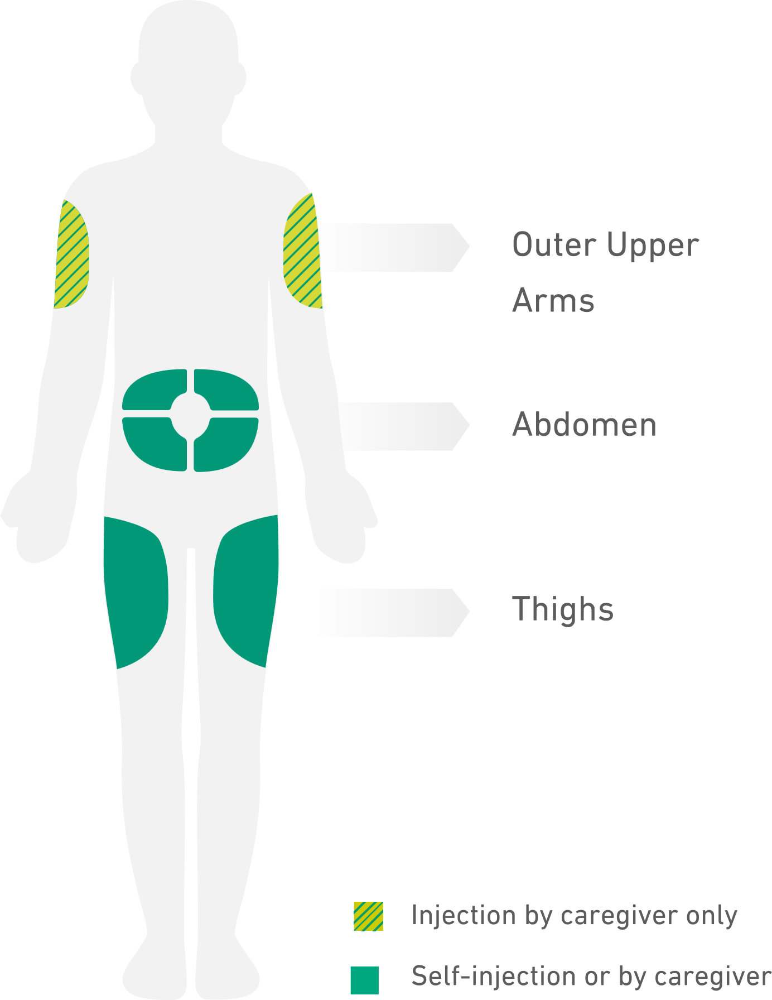 Outer Upper
Arms
Abdomen
Thighs
Injection by caregiver only
Self-injection or by caregiver